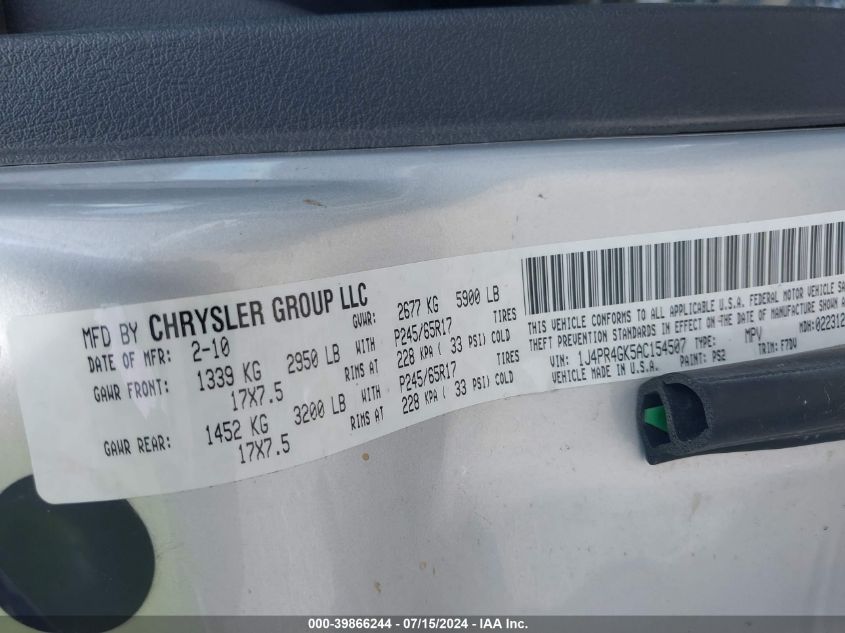 MFD BY CHRYSLER GROUP LLC
DATE OF MFR: 2-10 GVWR: 2677 KG 5900 LB
GAWR FRONT: 1339 KG 2950 LB WITH P245/65R17 TIRES
17X7.5 RIMS AT 228 KPA ( 33 PSI) COLD
GAWR REAR: 1452 KG 3200 LB WITH P245/65R17 TIRES
17X7.5 RIMS AT 228 KPA ( 33 PSI) COLD
THIS VEHICLE CONFORMS TO ALL APPLICABLE U.S.A. FEDERAL MOTOR VEHICLE
THEFT PREVENTION STANDARDS IN EFFECT ON THE DATE OF MANUFACTURE SHOWN
VIN: 1J4PR4GK5AC154507 TYPE: MPV MDH:
VEHICLE MADE IN U.S.A. PAINT: PS2 TRIM:
000-39866244 - 07/15/2024 - IAA Inc.